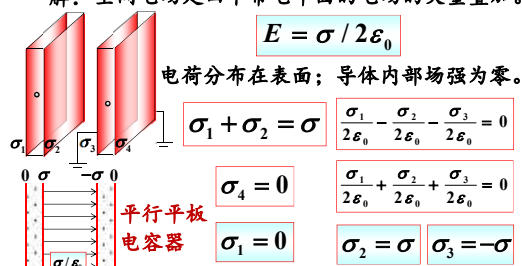 解：空间电场是四个带电平面的电场的矢量叠加。
E = σ / 2ε₀
电荷分布在表面；导体内部场强为零。
σ₁ σ₂ σ₃ σ₄
σ₁ + σ₂ = σ
σ₁/2ε₀ − σ₂/2ε₀ − σ₃/2ε₀ = 0
0 σ −σ 0
σ₄ = 0
σ₁/2ε₀ + σ₂/2ε₀ + σ₃/2ε₀ = 0
平行平板
电容器
σ₁ = 0
σ₂ = σ
σ₃ = −σ
σ/ε₀